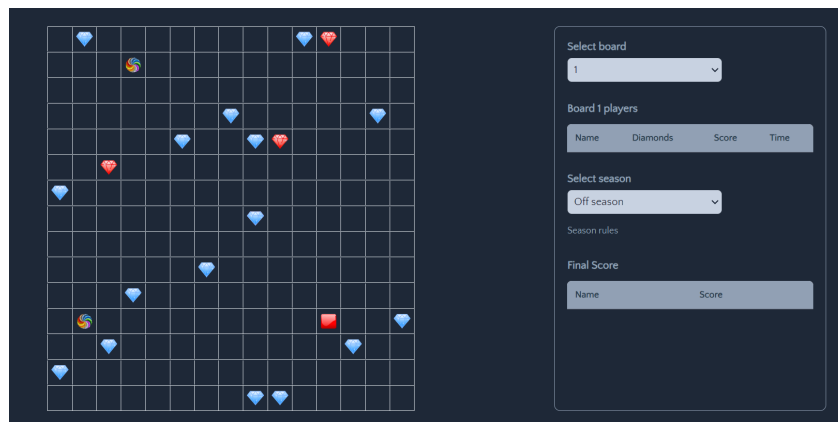 Select board
1
Board 1 players
Name Diamonds Score Time
Select season
Off season
Season rules
Final Score
Name Score